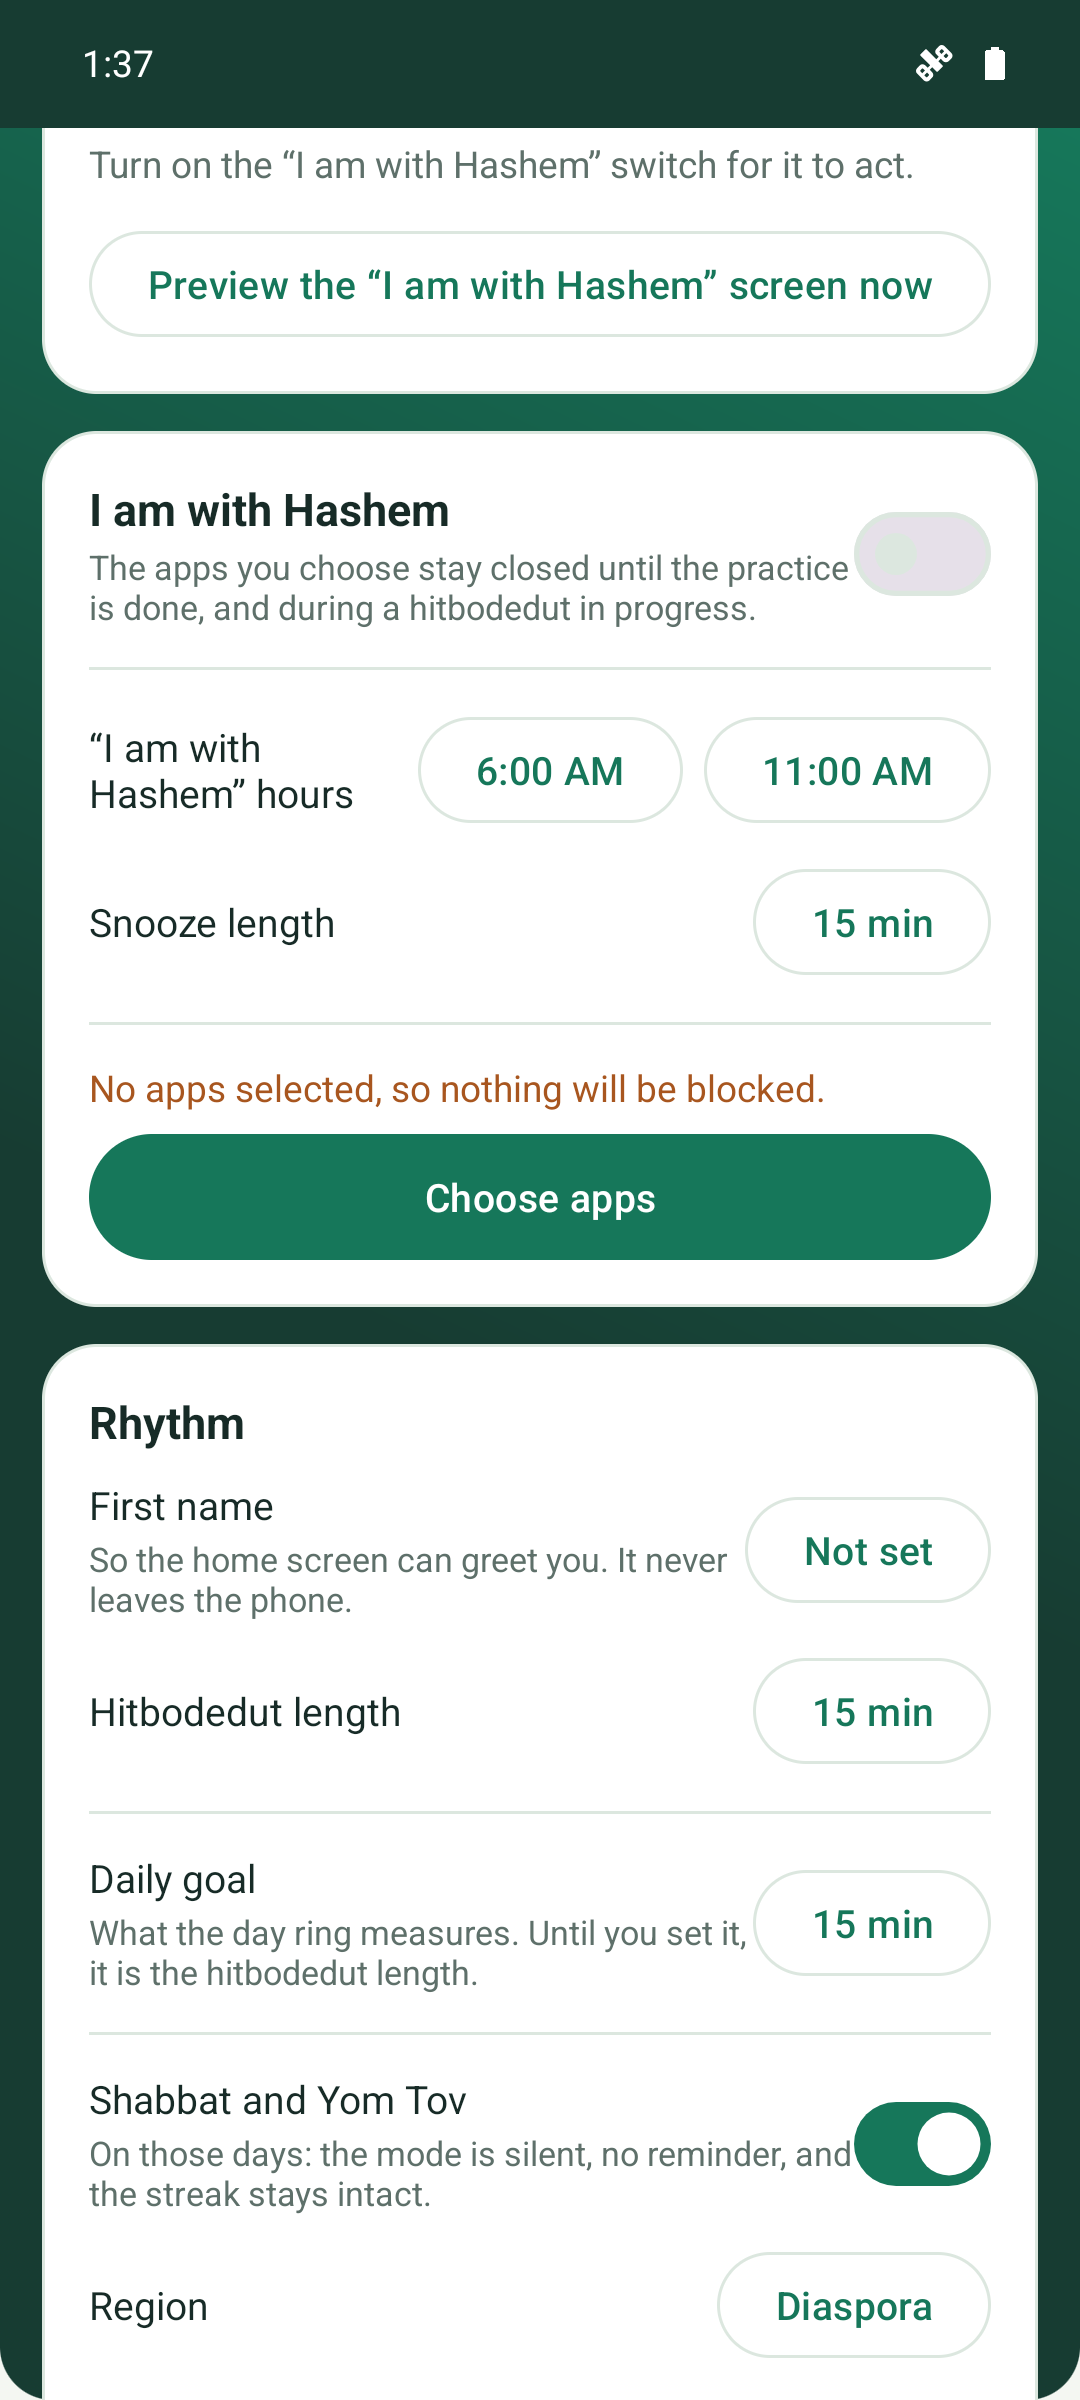 1:37
Turn on the “I am with Hashem” switch for it to act.
Preview the “I am with Hashem” screen now
I am with Hashem
The apps you choose stay closed until the practice
is done, and during a hitbodedut in progress.
“I am with
Hashem” hours
6:00 AM
11:00 AM
Snooze length
15 min
No apps selected, so nothing will be blocked.
Choose apps
Rhythm
First name
So the home screen can greet you. It never
leaves the phone.
Not set
Hitbodedut length
15 min
Daily goal
What the day ring measures. Until you set it,
it is the hitbodedut length.
15 min
Shabbat and Yom Tov
On those days: the mode is silent, no reminder, and
the streak stays intact.
Region
Diaspora